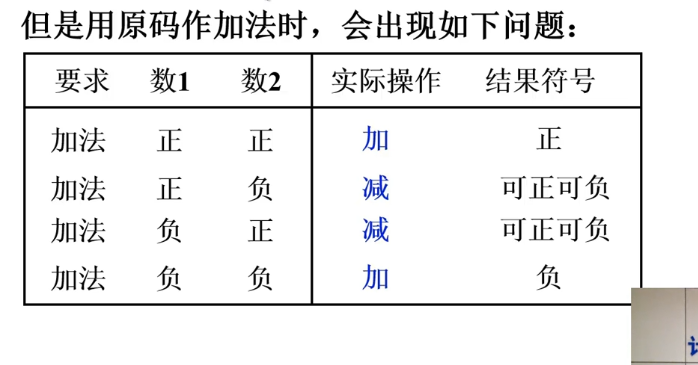 但是用原码作加法时，会出现如下问题：
要求 数1 数2 实际操作 结果符号
加法 正 正 加 正
加法 正 负 减 可正可负
加法 负 正 减 可正可负
加法 负 负 加 负